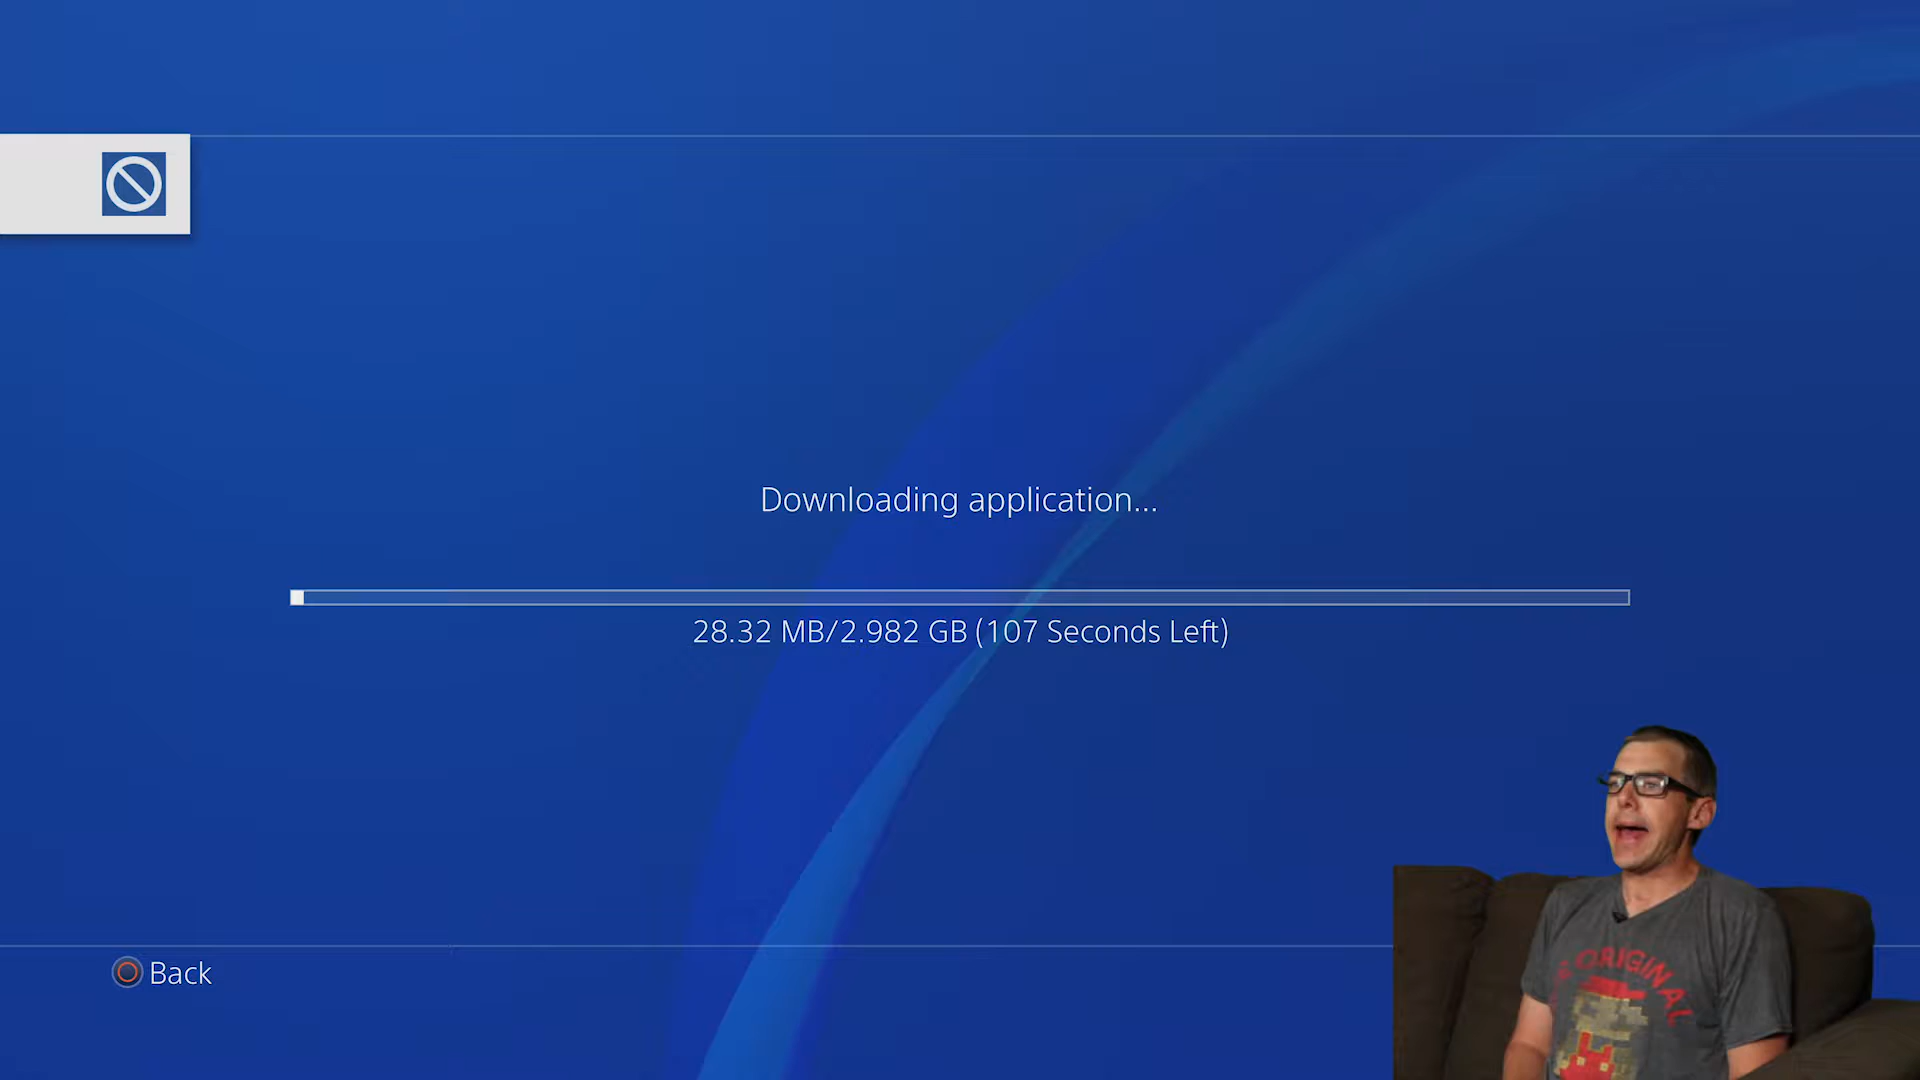 Downloading application...
28.32 MB/2.982 GB (107 Seconds Left)
Back
ORIGINAL